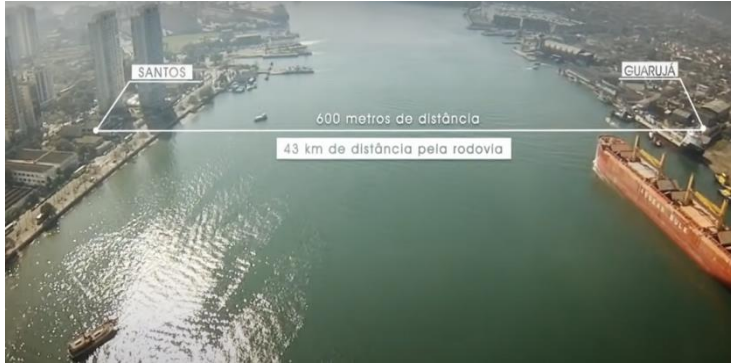 SANTOS
GUARUJÁ
600 metros de distância
43 km de distância pela rodovia